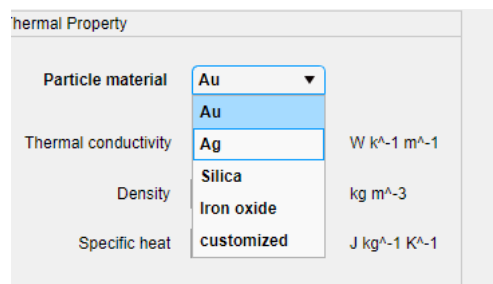 Thermal Property
Particle material Au
Au
Thermal conductivity Ag W k^-1 m^-1
Silica
Density kg m^-3
Iron oxide
Specific heat customized J kg^-1 K^-1